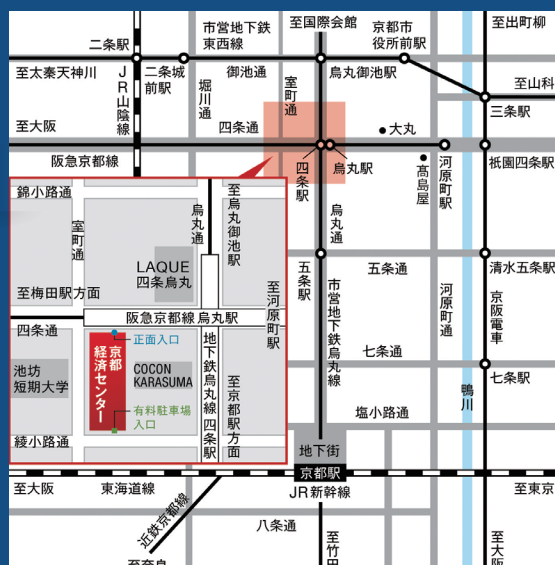 至国際会館
至出町柳
市営地下鉄
東西線
京都市
役所前駅
二条駅
至太秦天神川
二条城
前駅
御池通
烏丸御池駅
至山科
JR山陰線
堀川通
室町通
三条駅
至大阪
四条通
大丸
阪急京都線
四条駅
烏丸駅
髙島屋
河原町駅
祇園四条駅
烏丸通
五条駅
五条通
清水五条駅
市営地下鉄烏丸線
河原町通
京阪電車
七条通
七条駅
鴨川
塩小路通
地下街
京都駅
至大阪
東海道線
JR新幹線
至東京
近鉄京都線
八条通
至奈良
至竹田
至大阪
錦小路通
室町通
烏丸通
至烏丸御池駅
LAQUE
四条烏丸
至梅田駅方面
阪急京都線 烏丸駅
至河原町駅
四条通
正面入口
京都
経済センター
池坊
短期大学
COCON
KARASUMA
地下鉄烏丸線 四条駅
至京都駅方面
有料駐車場
入口
綾小路通